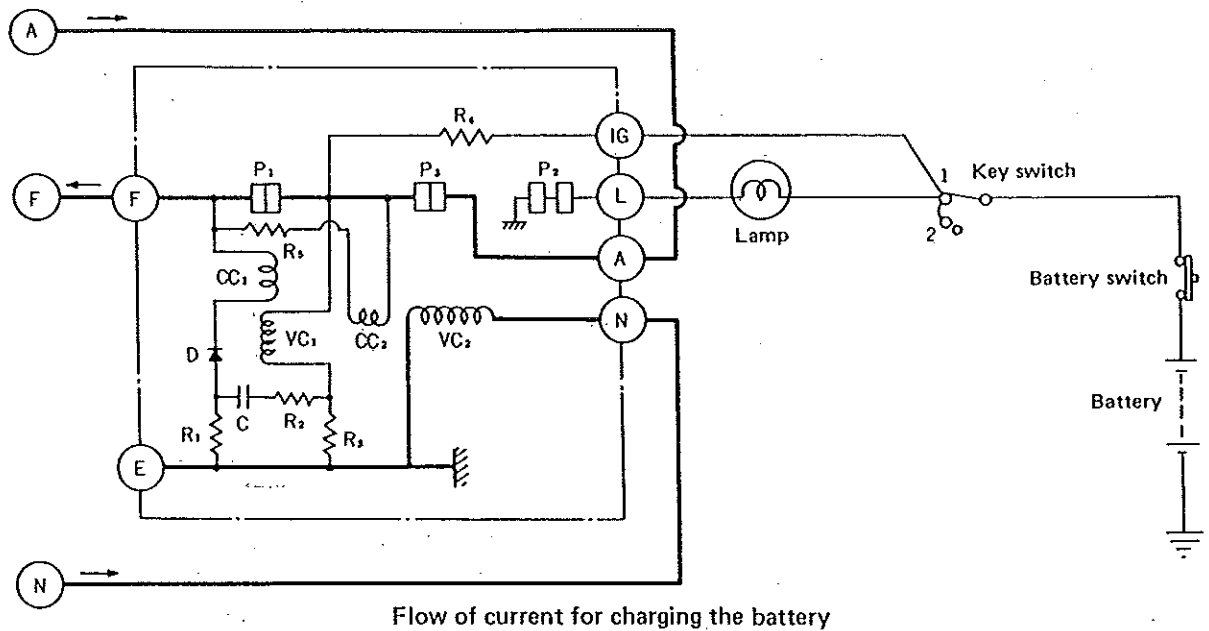 A
R₄
IG
P₁
P₃
P₂
1
Key switch
F
F
L
R₅
Lamp
2
CC₁
A
Battery switch
N
VC₁
CC₂
VC₂
D
Battery
C
R₂
R₁
R₃
E
N
Flow of current for charging the battery